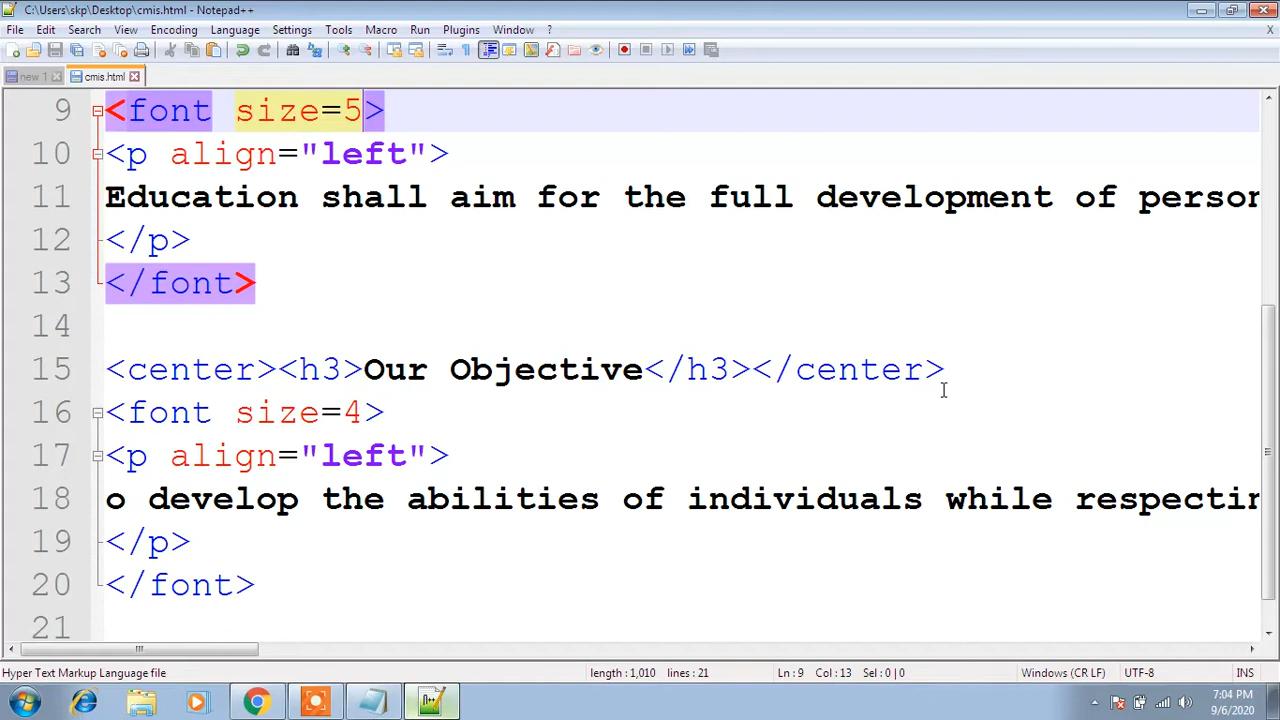 C:\Users\skp\Desktop\cmis.html - Notepad++
File Edit Search View Encoding Language Settings Tools Macro Run Plugins Window ? X
new 1 cmis.html
9 <font size=5>
10 <p align="left">
11 Education shall aim for the full development of person
12 </p>
13 </font>
14
15 <center><h3>Our Objective</h3></center>
16 <font size=4>
17 <p align="left">
18 o develop the abilities of individuals while respectin
19 </p>
20 </font>
21
Hyper Text Markup Language file length : 1,010 lines : 21 Ln : 9 Col : 13 Sel : 0 | 0 Windows (CR LF) UTF-8 INS
7:04 PM
9/6/2020